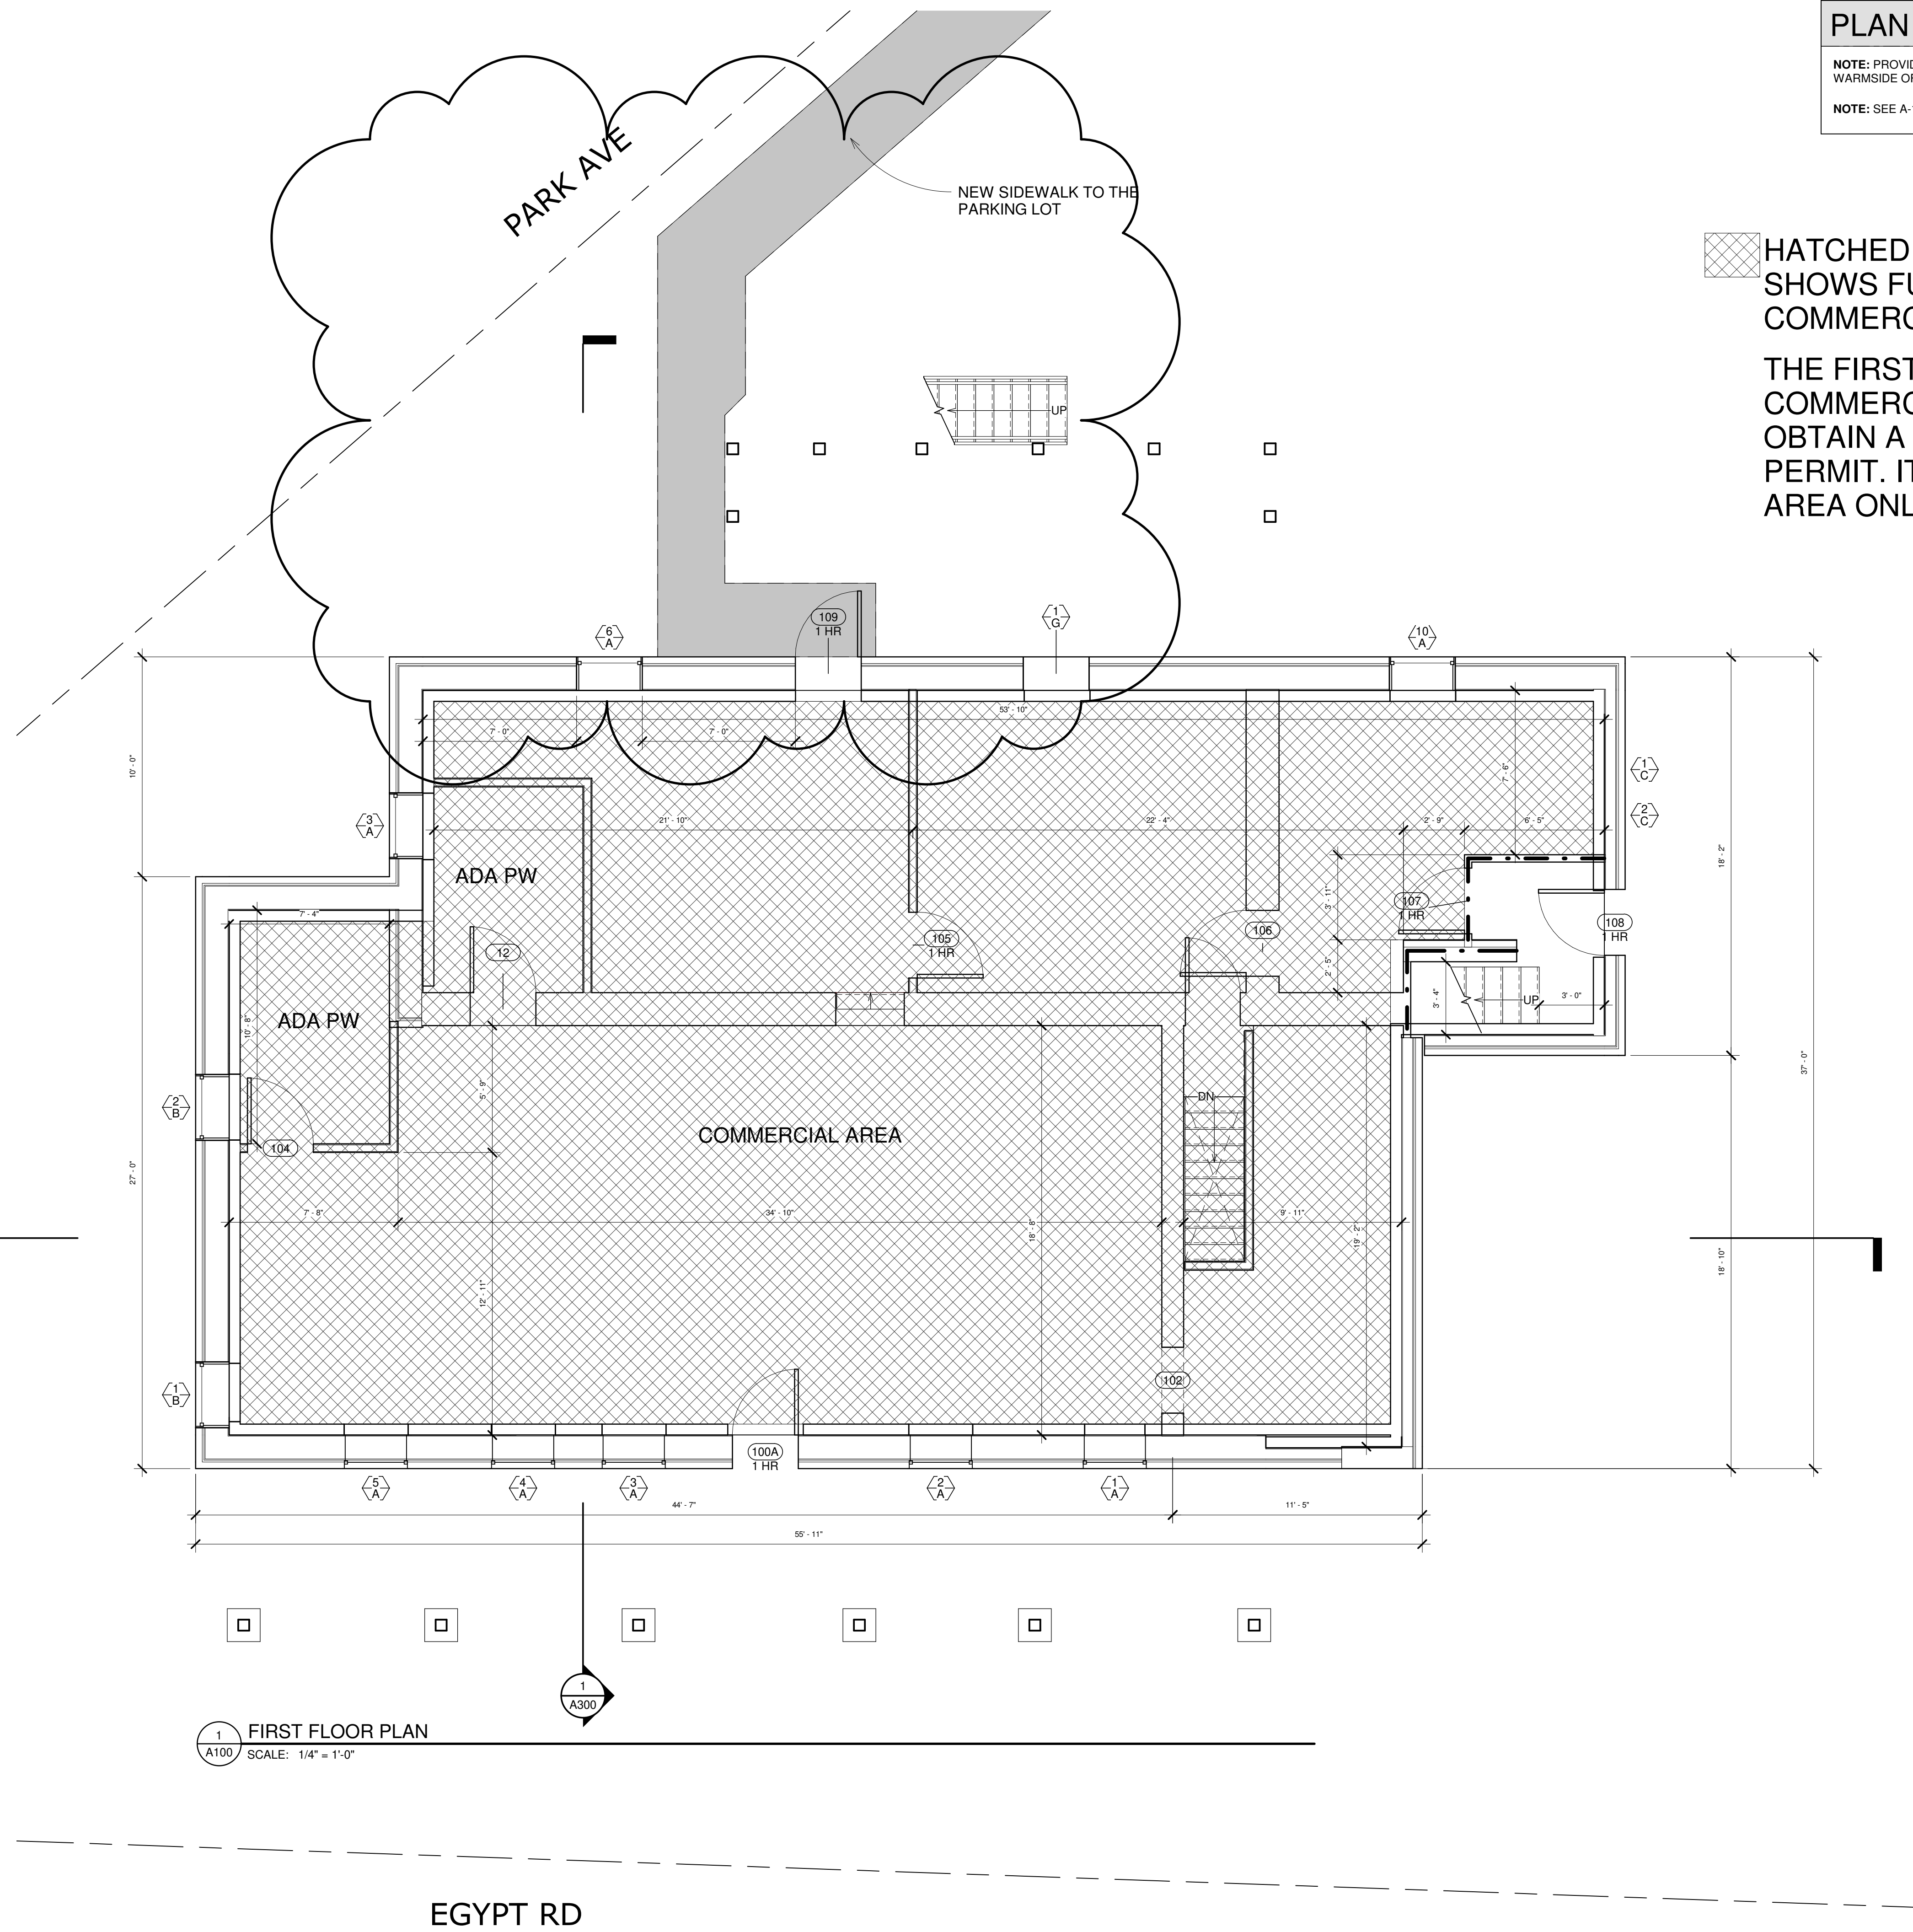 PLAN
NOTE: PROVID
WARMSIDE OF
NOTE: SEE A-
PARK AVE
NEW SIDEWALK TO THE
PARKING LOT
HATCHED
SHOWS FU
COMMERC
THE FIRST
COMMERC
OBTAIN A
PERMIT. IT
AREA ONL
UP
109
1 HR
6
A
1
G
10
A
53' - 10"
7' - 0"
7' - 0"
10' - 0"
7' - 6"
1
C
2
C
3
A
21' - 10"
22' - 4"
2' - 9"
6' - 5"
18' - 2"
ADA PW
3' - 11"
107
1 HR
7' - 4"
108
1 HR
105
1 HR
106
12
2' - 5"
3' - 4"
UP
3' - 0"
ADA PW
10' - 8"
37' - 0"
5' - 9"
DN
2
B
COMMERCIAL AREA
104
27' - 0"
7' - 8"
34' - 10"
9' - 11"
18' - 8"
19' - 2"
18' - 10"
12' - 11"
102
1
B
100A
1 HR
5
A
4
A
3
A
2
A
1
A
44' - 7"
11' - 5"
55' - 11"
1
A300
1
A100
FIRST FLOOR PLAN
SCALE: 1/4" = 1'-0"
EGYPT RD